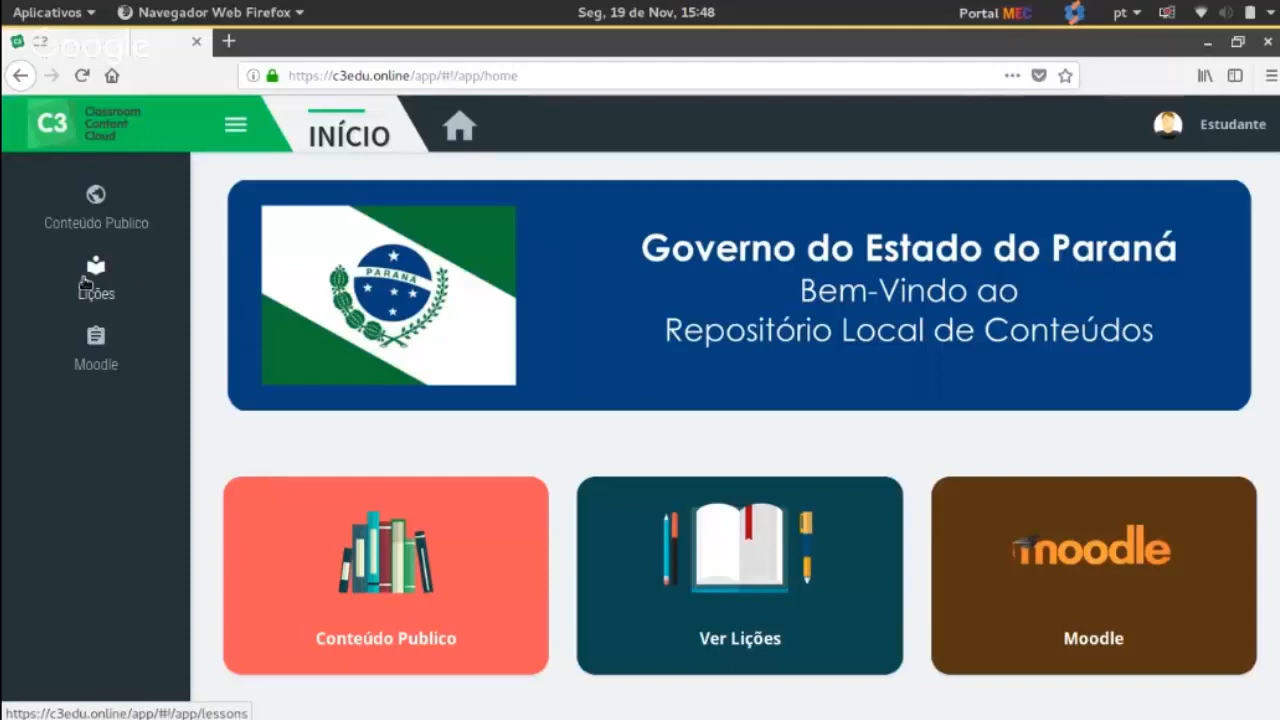 Aplicativos
Navegador Web Firefox
Seg, 19 de Nov, 15:48
Portal MEC
pt
C3
Google
https://c3edu.online/app/#!/app/home
C3
Classroom
Content
Cloud
INÍCIO
Estudante
Conteúdo Publico
Lições
Moodle
PARANÁ
Governo do Estado do Paraná
Bem-Vindo ao
Repositório Local de Conteúdos
Conteúdo Publico
Ver Lições
moodle
Moodle
https://c3edu.online/app/#!/app/lessons